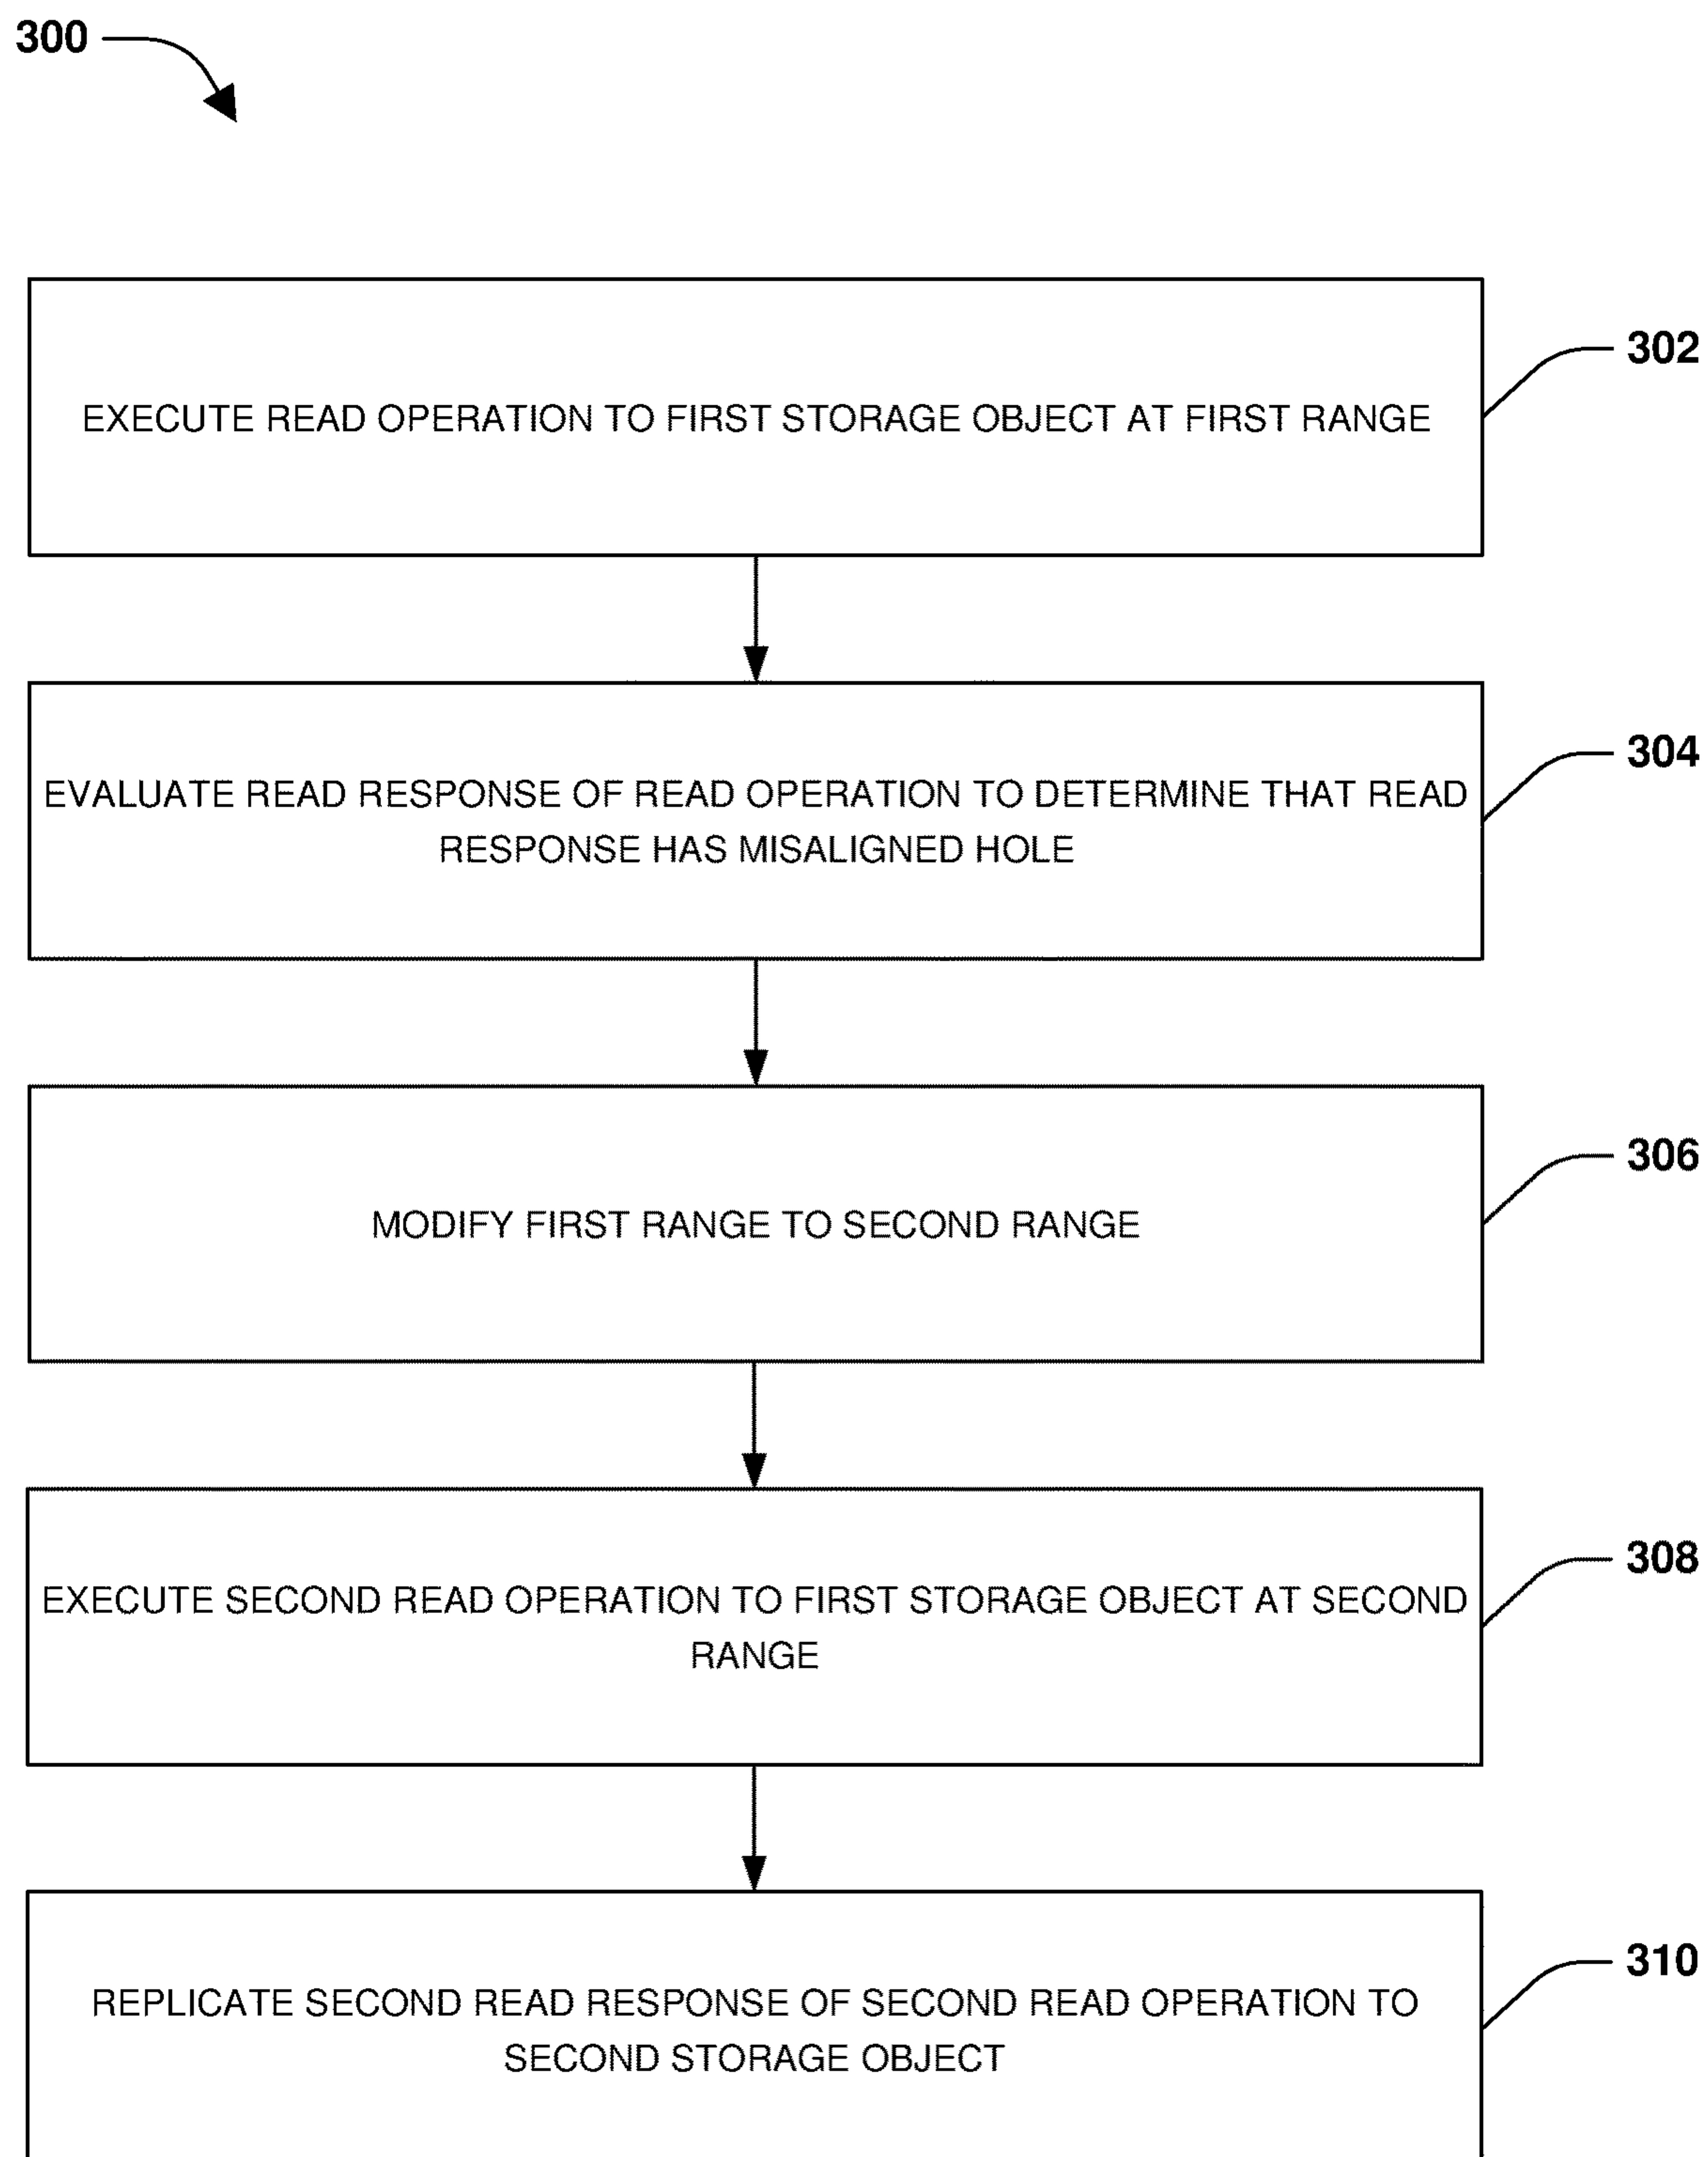 300
302
EXECUTE READ OPERATION TO FIRST STORAGE OBJECT AT FIRST RANGE
304
EVALUATE READ RESPONSE OF READ OPERATION TO DETERMINE THAT READ
RESPONSE HAS MISALIGNED HOLE
306
MODIFY FIRST RANGE TO SECOND RANGE
308
EXECUTE SECOND READ OPERATION TO FIRST STORAGE OBJECT AT SECOND
RANGE
310
REPLICATE SECOND READ RESPONSE OF SECOND READ OPERATION TO
SECOND STORAGE OBJECT